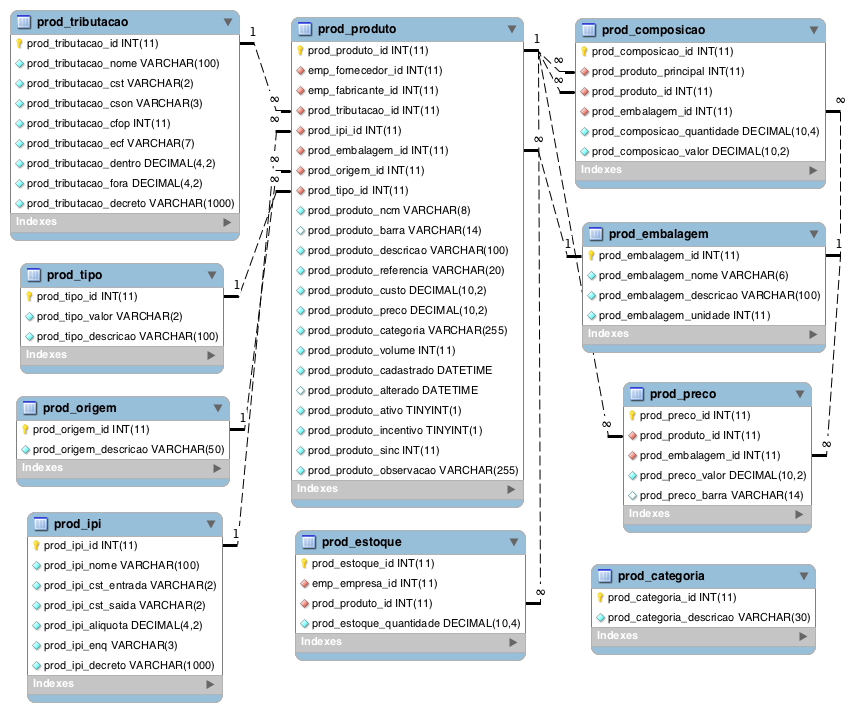 prod_tributacao
prod_tributacao_id INT(11)
prod_tributacao_nome VARCHAR(100)
prod_tributacao_cst VARCHAR(2)
prod_tributacao_cson VARCHAR(3)
prod_tributacao_cfop INT(11)
prod_tributacao_ecf VARCHAR(7)
prod_tributacao_dentro DECIMAL(4,2)
prod_tributacao_fora DECIMAL(4,2)
prod_tributacao_decreto VARCHAR(1000)
Indexes
1
∞
∞
∞
∞
prod_tipo
prod_tipo_id INT(11)
prod_tipo_valor VARCHAR(2)
prod_tipo_descricao VARCHAR(100)
Indexes
1
prod_origem
prod_origem_id INT(11)
prod_origem_descricao VARCHAR(50)
Indexes
1
prod_ipi
prod_ipi_id INT(11)
prod_ipi_nome VARCHAR(100)
prod_ipi_cst_entrada VARCHAR(2)
prod_ipi_cst_saida VARCHAR(2)
prod_ipi_aliquota DECIMAL(4,2)
prod_ipi_enq VARCHAR(3)
prod_ipi_decreto VARCHAR(1000)
Indexes
1
prod_produto
prod_produto_id INT(11)
emp_fornecedor_id INT(11)
emp_fabricante_id INT(11)
prod_tributacao_id INT(11)
prod_ipi_id INT(11)
prod_embalagem_id INT(11)
prod_origem_id INT(11)
prod_tipo_id INT(11)
prod_produto_ncm VARCHAR(8)
prod_produto_barra VARCHAR(14)
prod_produto_descricao VARCHAR(100)
prod_produto_referencia VARCHAR(20)
prod_produto_custo DECIMAL(10,2)
prod_produto_preco DECIMAL(10,2)
prod_produto_categoria VARCHAR(255)
prod_produto_volume INT(11)
prod_produto_cadastrado DATETIME
prod_produto_alterado DATETIME
prod_produto_ativo TINYINT(1)
prod_produto_incentivo TINYINT(1)
prod_produto_sinc INT(11)
prod_produto_observacao VARCHAR(255)
Indexes
1
∞
prod_estoque
prod_estoque_id INT(11)
emp_empresa_id INT(11)
prod_produto_id INT(11)
prod_estoque_quantidade DECIMAL(10,4)
Indexes
∞
prod_composicao
prod_composicao_id INT(11)
prod_produto_principal INT(11)
prod_produto_id INT(11)
prod_embalagem_id INT(11)
prod_composicao_quantidade DECIMAL(10,4)
prod_composicao_valor DECIMAL(10,2)
Indexes
∞
∞
∞
prod_embalagem
prod_embalagem_id INT(11)
prod_embalagem_nome VARCHAR(6)
prod_embalagem_descricao VARCHAR(100)
prod_embalagem_unidade INT(11)
Indexes
1
1
prod_preco
prod_preco_id INT(11)
prod_produto_id INT(11)
prod_embalagem_id INT(11)
prod_preco_valor DECIMAL(10,2)
prod_preco_barra VARCHAR(14)
Indexes
∞
∞
prod_categoria
prod_categoria_id INT(11)
prod_categoria_descricao VARCHAR(30)
Indexes